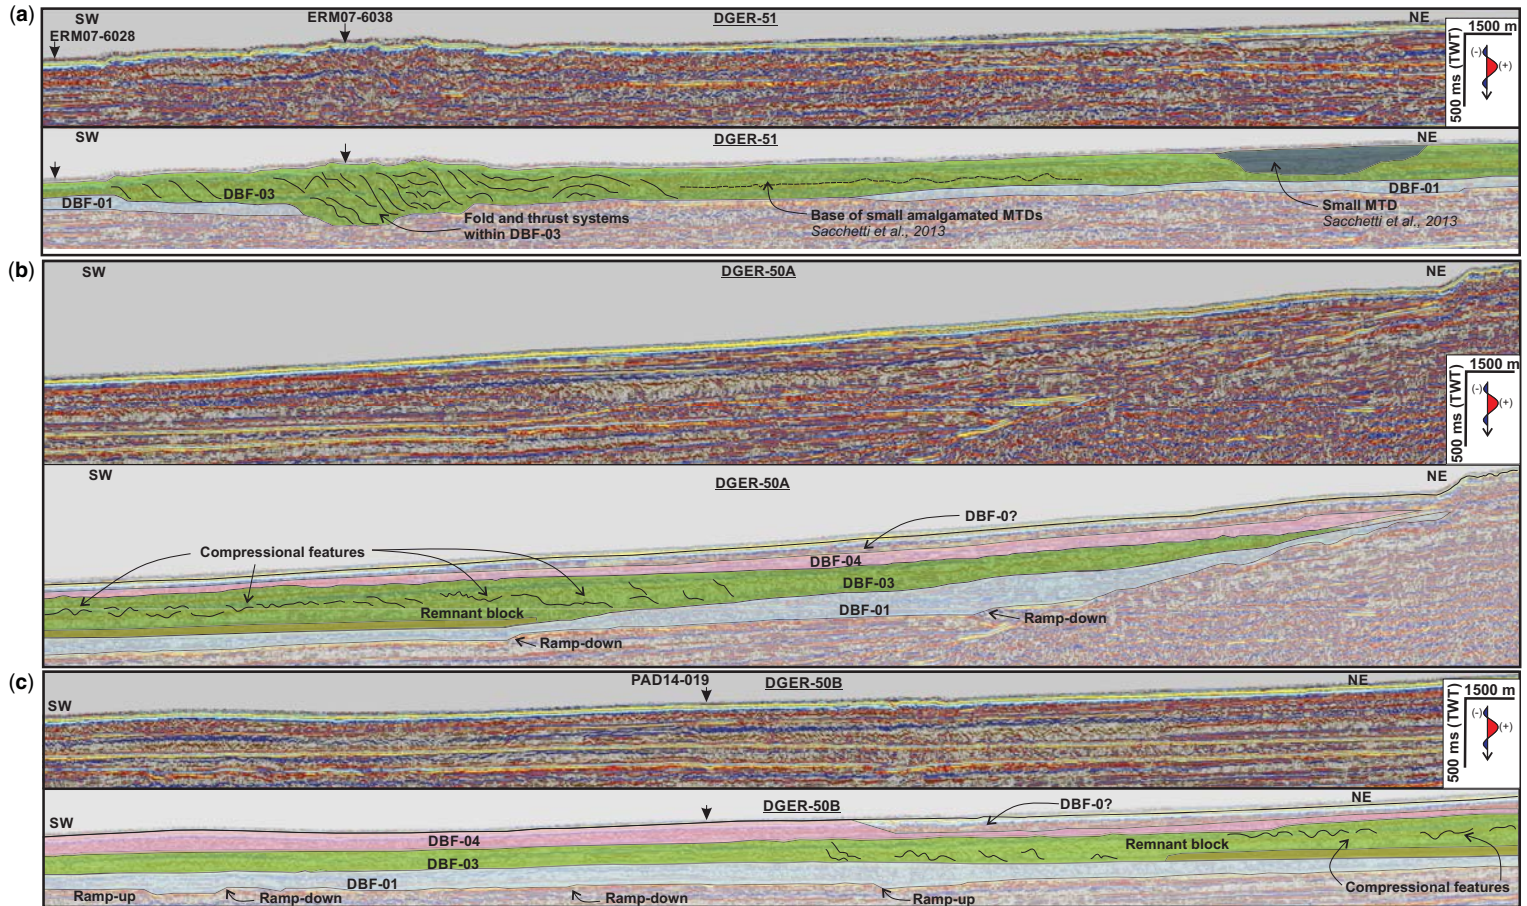 (a)
SW
ERM07-6028
ERM07-6038
DGER-51
NE
1500 m
500 ms (TWT)
(-)
(+)
SW
DGER-51
NE
DBF-01
DBF-03
Fold and thrust systems
within DBF-03
Base of small amalgamated MTDs
Sacchetti et al., 2013
DBF-01
Small MTD
Sacchetti et al., 2013
(b)
SW
DGER-50A
NE
1500 m
500 ms (TWT)
(-)
(+)
SW
DGER-50A
NE
DBF-0?
Compressional features
DBF-04
DBF-03
Remnant block
DBF-01
Ramp-down
Ramp-down
(c)
SW
PAD14-019
DGER-50B
NE
1500 m
500 ms (TWT)
(-)
(+)
SW
DGER-50B
DBF-0?
NE
DBF-04
Remnant block
DBF-03
DBF-01
Compressional features
Ramp-up
Ramp-down
Ramp-down
Ramp-up